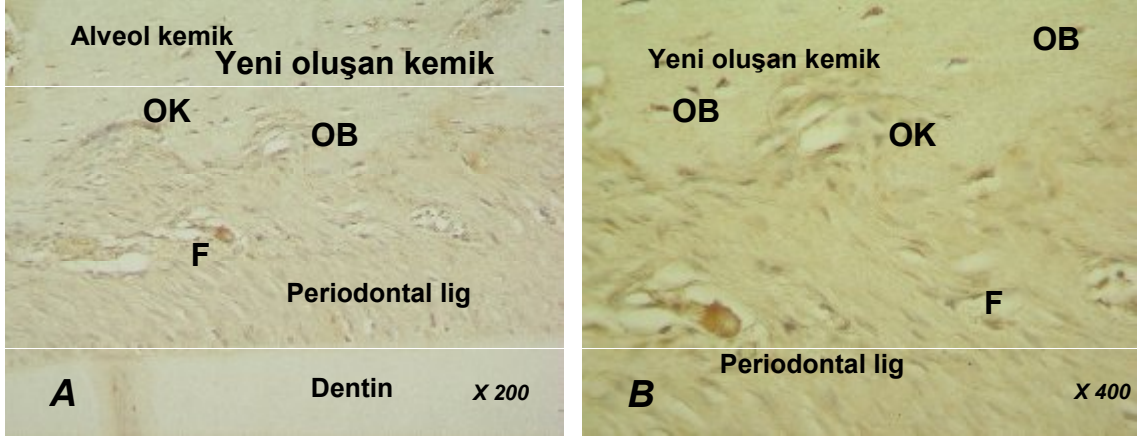 Alveol kemik
Yeni oluşan kemik
OK
OB
F
Periodontal lig
Dentin
A
X 200
OB
Yeni oluşan kemik
OB
OK
F
Periodontal lig
B
X 400